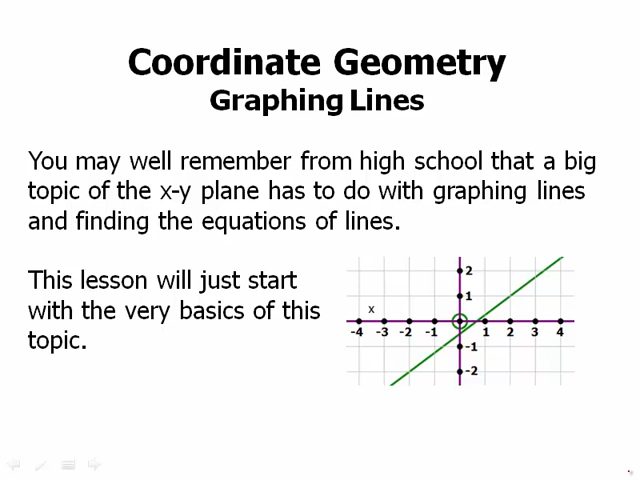 Coordinate Geometry
Graphing Lines
You may well remember from high school that a big
topic of the x-y plane has to do with graphing lines
and finding the equations of lines.
This lesson will just start
with the very basics of this
topic.
2
1
x
-4 -3 -2 -1 1 2 3 4
-1
-2